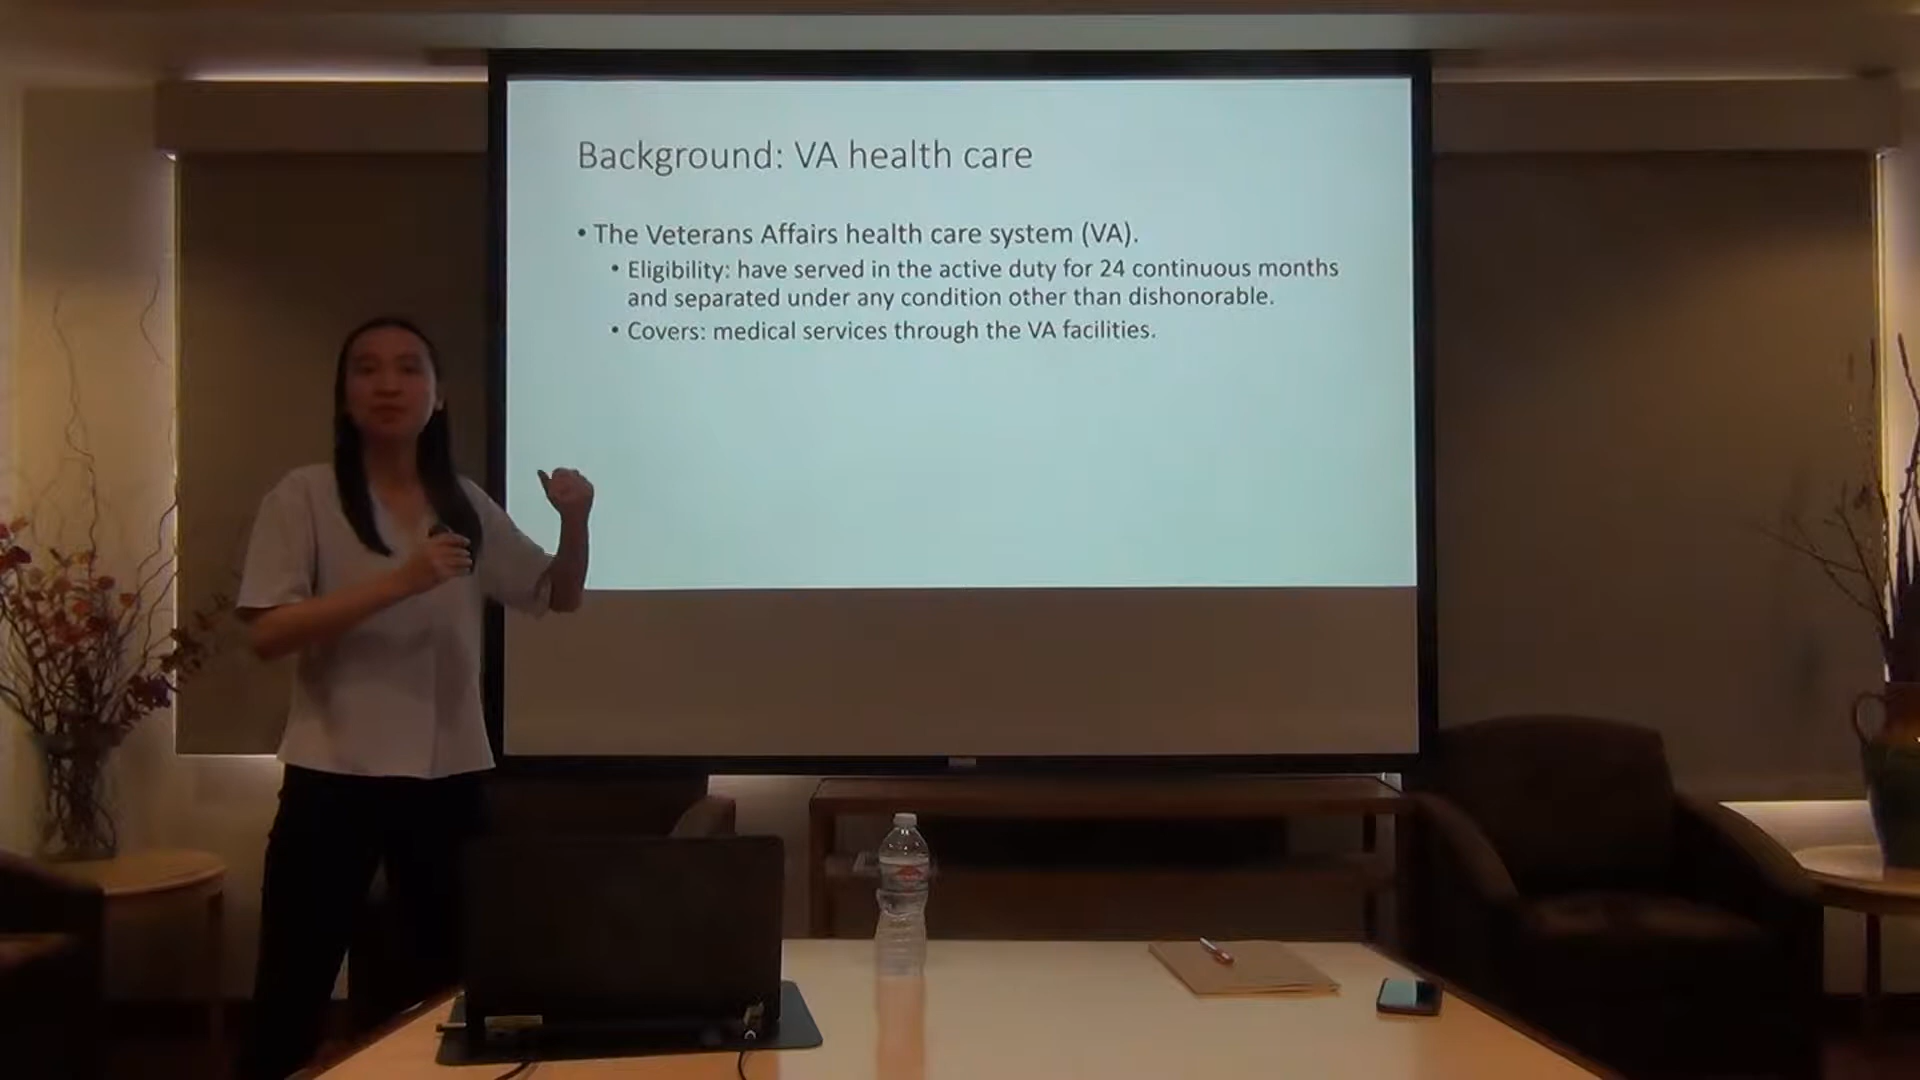 Background: VA health care
• The Veterans Affairs health care system (VA).
• Eligibility: have served in the active duty for 24 continuous months
and separated under any condition other than dishonorable.
• Covers: medical services through the VA facilities.